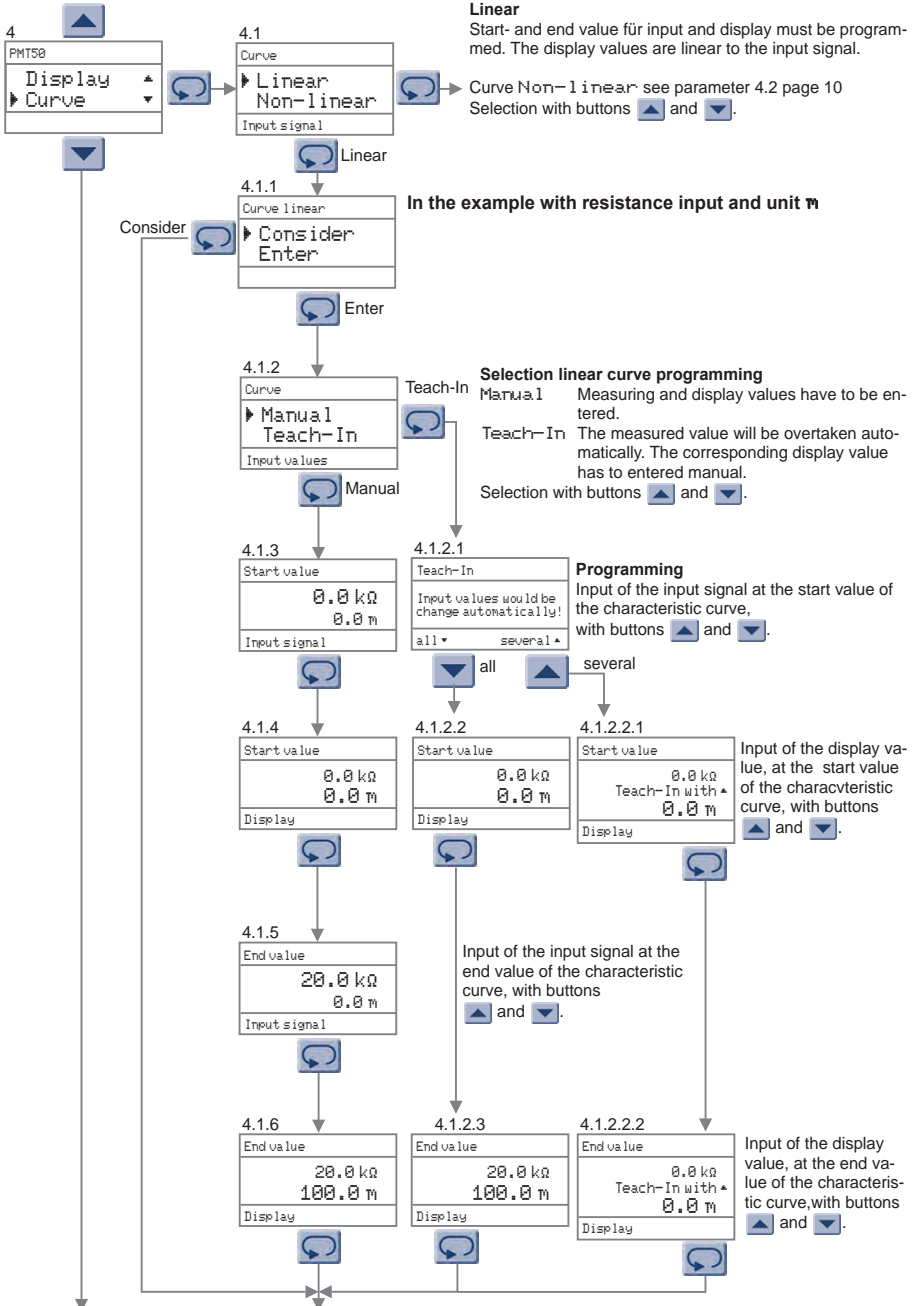 Linear
Start- and end value für input and display must be program-
med. The display values are linear to the input signal.
Curve Non-linear see parameter 4.2 page 10
Selection with buttons and .
4
PMT50
Display
Curve
4.1
Curve
Linear
Non-linear
Input signal
Linear
4.1.1
Curve linear
Consider
Enter
Consider
In the example with resistance input and unit m
Enter
4.1.2
Curve
Manual
Teach-In
Input values
Teach-In
Selection linear curve programming
Manual Measuring and display values have to be en-
tered.
Teach-In The measured value will be overtaken auto-
matically. The corresponding display value
has to entered manual.
Selection with buttons and .
Manual
4.1.3
Start value
0.0 kΩ
0.0 m
Input signal
4.1.2.1
Teach-In
Input values would be
change automatically!
all several
Programming
Input of the input signal at the start value of
the characteristic curve,
with buttons and .
all
several
4.1.4
Start value
0.0 kΩ
0.0 m
Display
4.1.2.2
Start value
0.0 kΩ
0.0 m
Display
4.1.2.2.1
Start value
0.0 kΩ
Teach-In with
0.0 m
Display
Input of the display va-
lue, at the start value
of the characvteristic
curve, with buttons
and .
4.1.5
End value
20.0 kΩ
0.0 m
Input signal
Input of the input signal at the
end value of the characteristic
curve, with buttons
and .
4.1.6
End value
20.0 kΩ
100.0 m
Display
4.1.2.3
End value
20.0 kΩ
100.0 m
Display
4.1.2.2.2
End value
0.0 kΩ
Teach-In with
0.0 m
Display
Input of the display
value, at the end va-
lue of the characteris-
tic curve,with buttons
and .